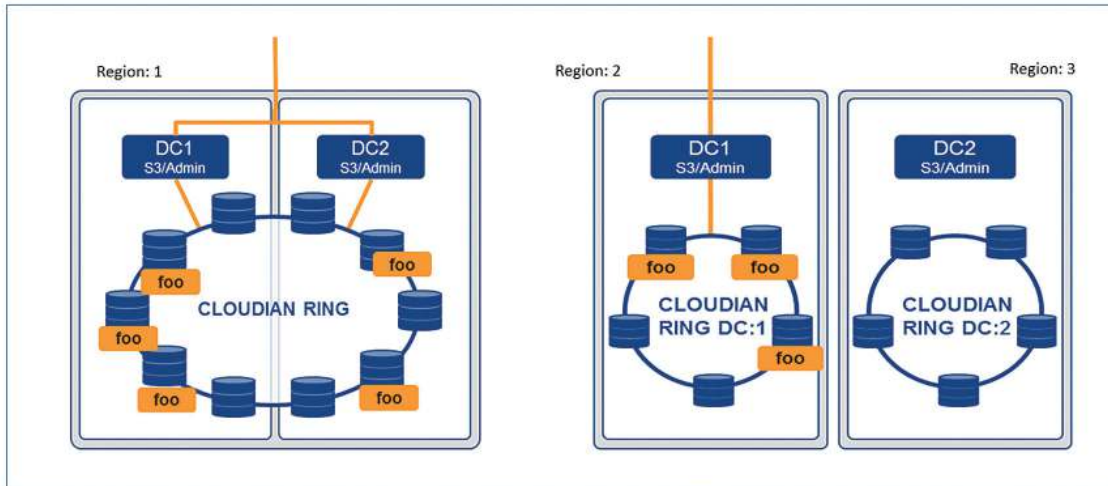 Region: 1
Region: 2
Region: 3
DC1
S3/Admin
DC2
S3/Admin
DC1
S3/Admin
DC2
S3/Admin
foo
foo
foo
foo
foo
CLOUDIAN RING
foo
foo
foo
CLOUDIAN
RING DC:1
CLOUDIAN
RING DC:2